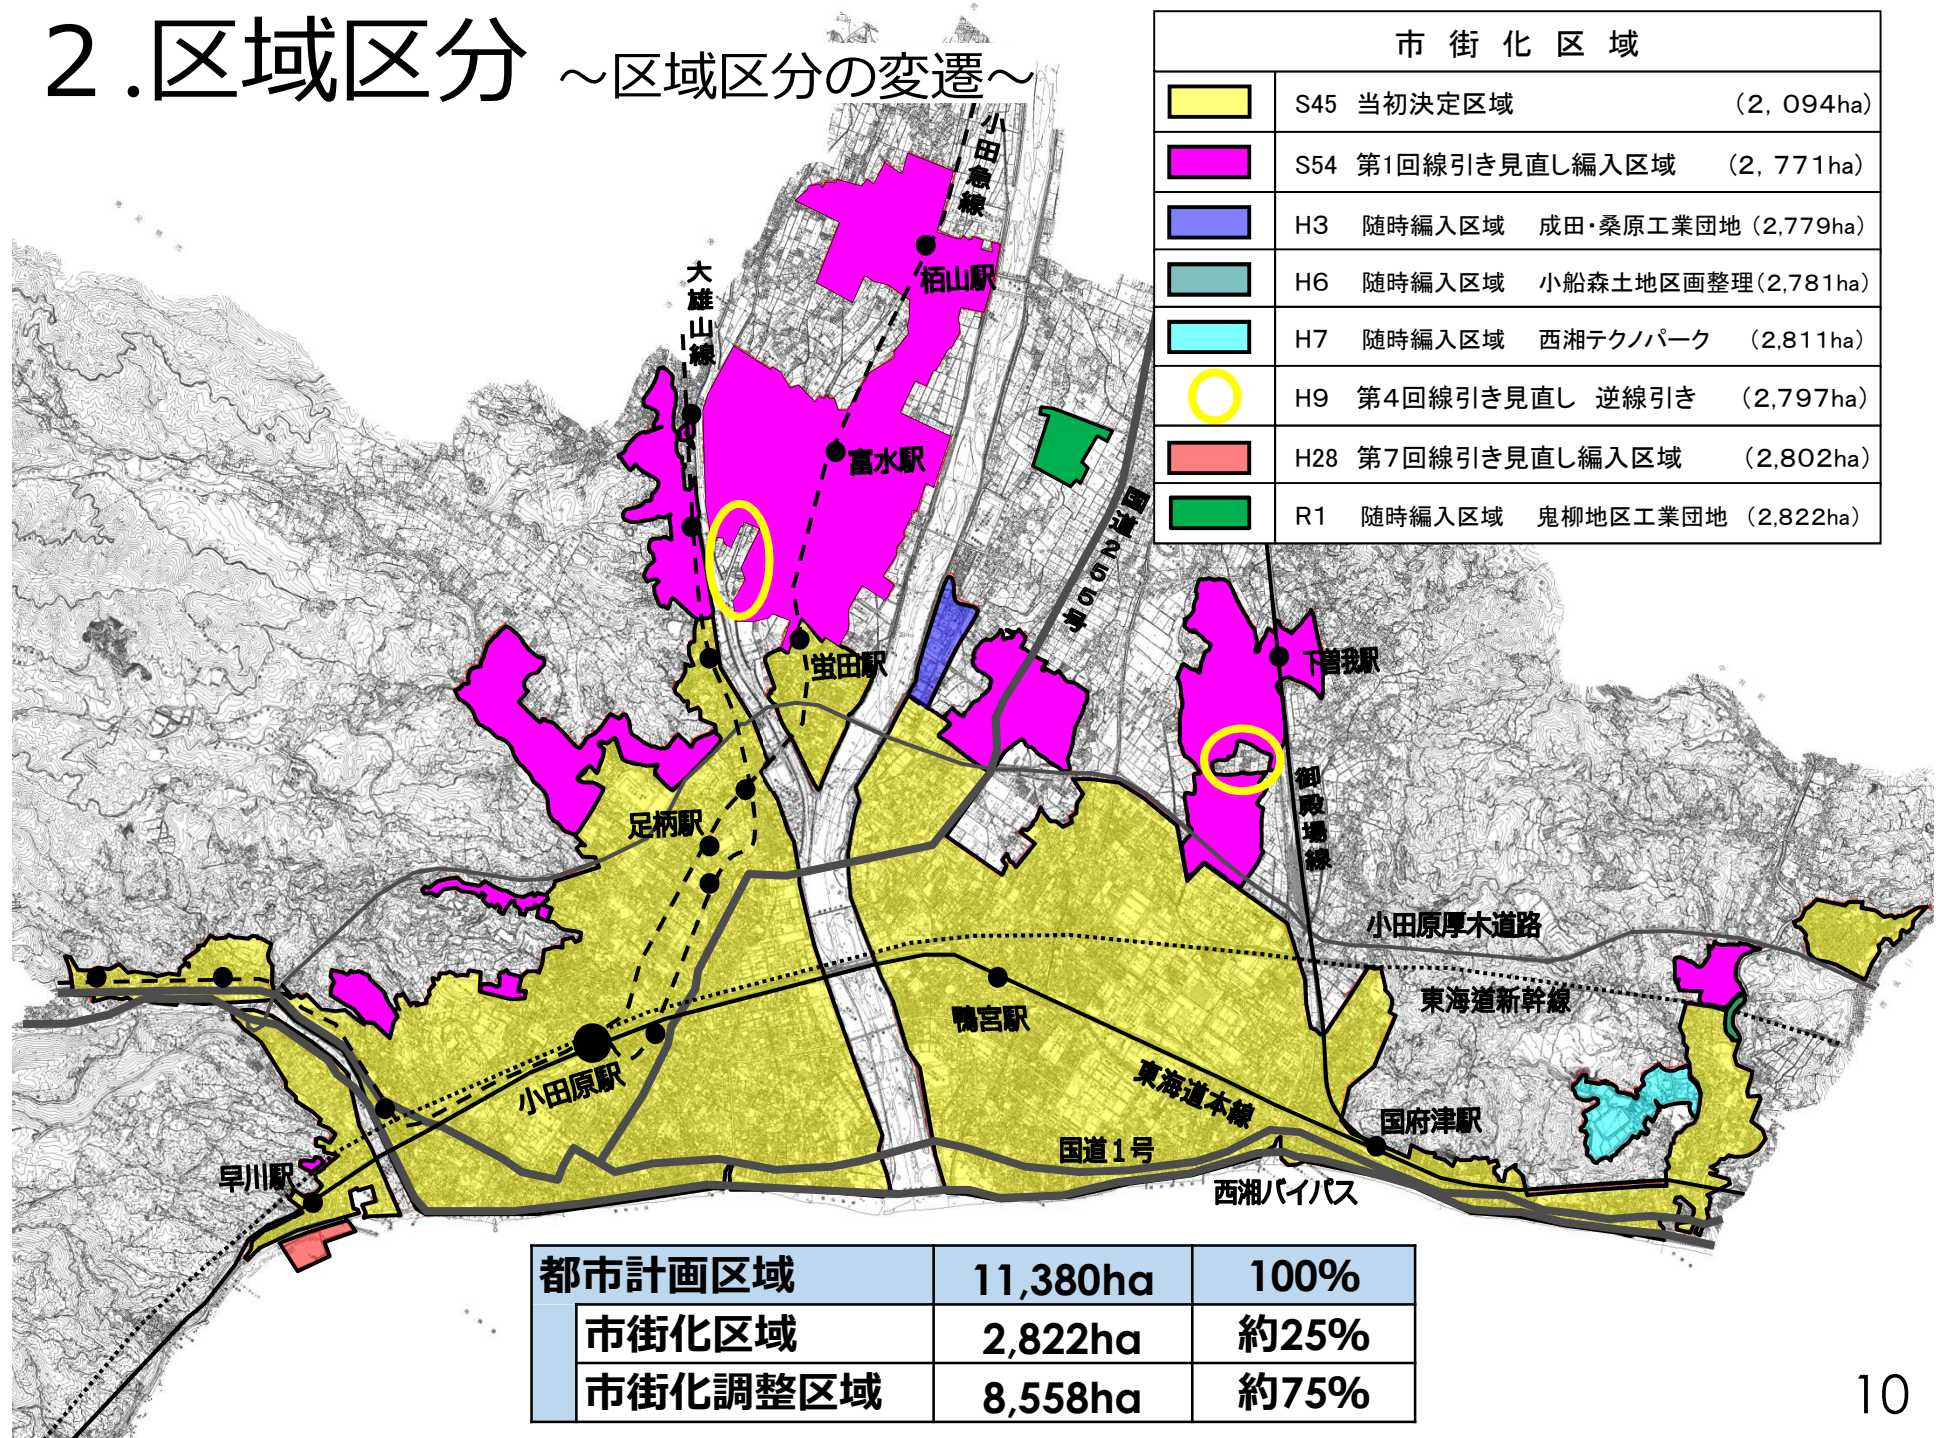 ２.区域区分 ～区域区分の変遷～
市街化区域
S45 当初決定区域 (2,094ha)
S54 第1回線引き見直し編入区域 (2,771ha)
H3 随時編入区域 成田・桑原工業団地 (2,779ha)
H6 随時編入区域 小船森土地区画整理(2,781ha)
H7 随時編入区域 西湘テクノパーク (2,811ha)
H9 第4回線引き見直し 逆線引き (2,797ha)
H28 第7回線引き見直し編入区域 (2,802ha)
R1 随時編入区域 鬼柳地区工業団地 (2,822ha)
小田急線
栢山駅
大雄山線
富水駅
国道255号
蛍田駅
下曽我駅
御殿場線
足柄駅
小田原厚木道路
東海道新幹線
鴨宮駅
小田原駅
東海道本線
国府津駅
国道1号
早川駅
西湘バイパス
都市計画区域 11,380ha 100%
市街化区域 2,822ha 約25%
市街化調整区域 8,558ha 約75%
10